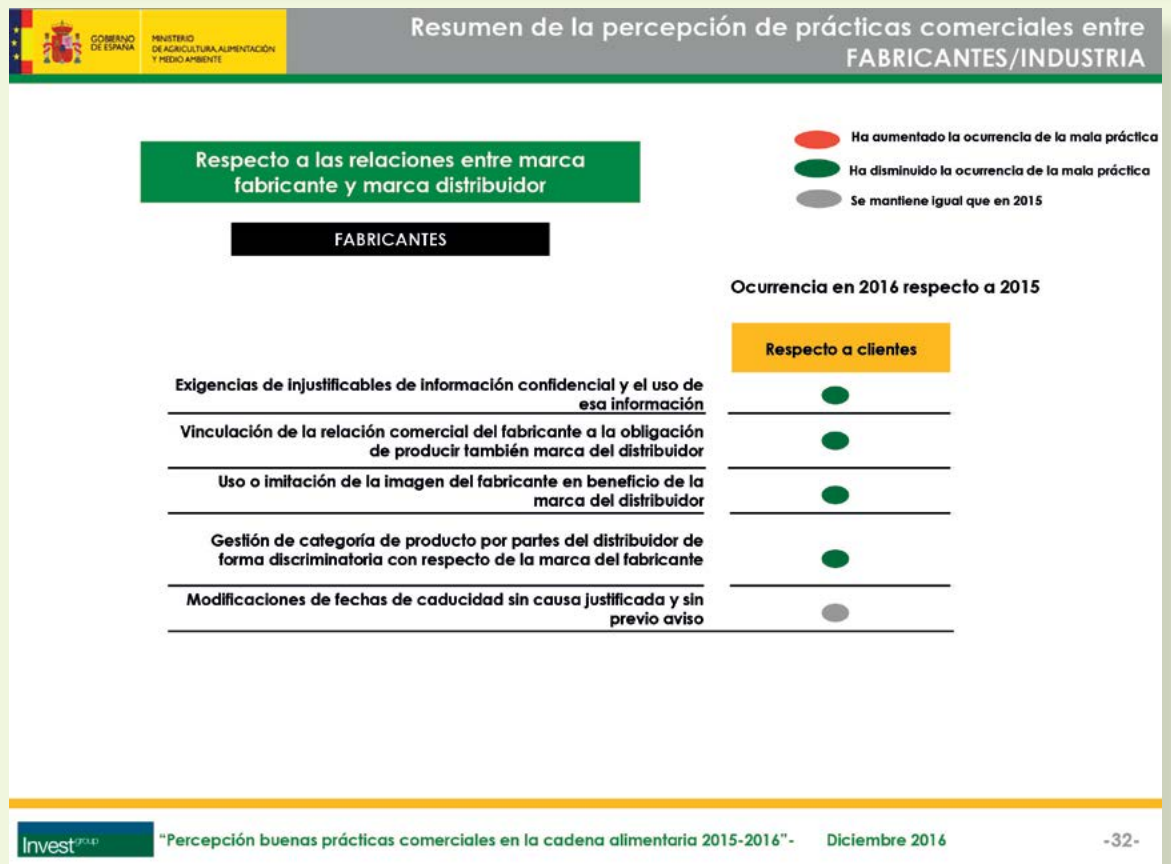 GOBIERNO
DE ESPAÑA
MINISTERIO
DE AGRICULTURA, ALIMENTACIÓN
Y MEDIO AMBIENTE
Resumen de la percepción de prácticas comerciales entre
FABRICANTES/INDUSTRIA
Respecto a las relaciones entre marca
fabricante y marca distribuidor
Ha aumentado la ocurrencia de la mala práctica
Ha disminuido la ocurrencia de la mala práctica
Se mantiene igual que en 2015
FABRICANTES
Ocurrencia en 2016 respecto a 2015
Respecto a clientes
Exigencias de injustificables de información confidencial y el uso de
esa información
Vinculación de la relación comercial del fabricante a la obligación
de producir también marca del distribuidor
Uso o imitación de la imagen del fabricante en beneficio de la
marca del distribuidor
Gestión de categoría de producto por partes del distribuidor de
forma discriminatoria con respecto de la marca del fabricante
Modificaciones de fechas de caducidad sin causa justificada y sin
previo aviso
Invest group
"Percepción buenas prácticas comerciales en la cadena alimentaria 2015-2016"- Diciembre 2016
-32-